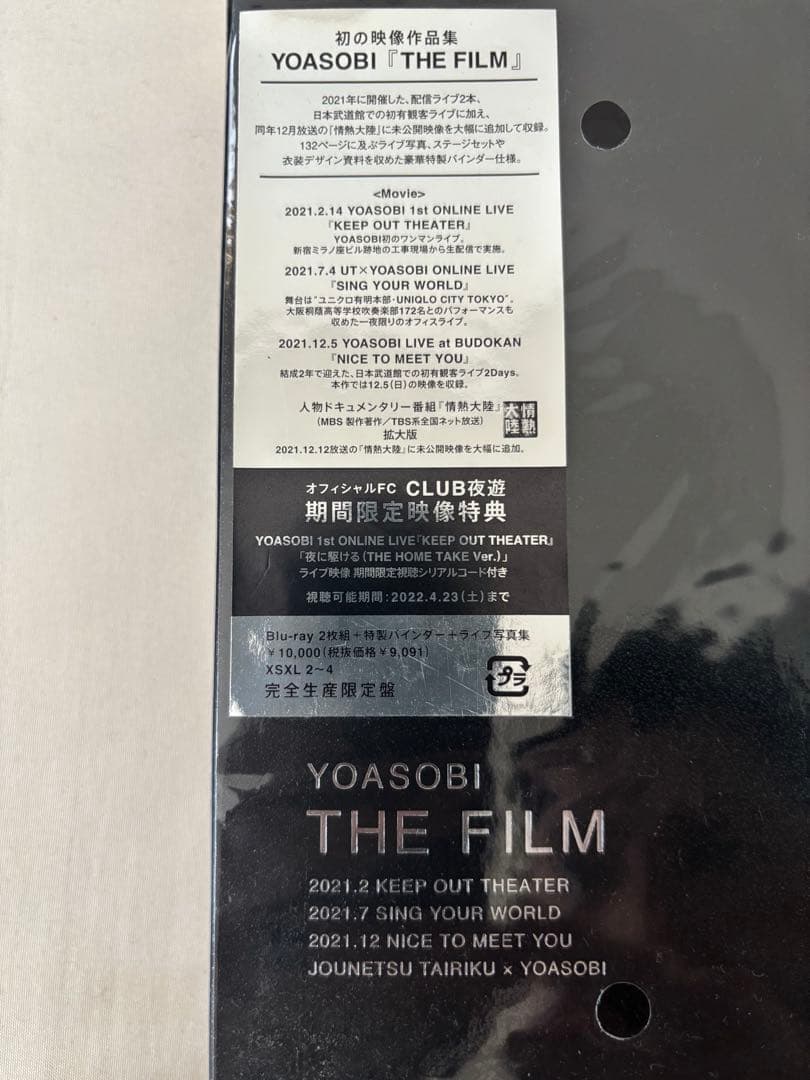 初の映像作品集
YOASOBI『THE FILM』
2021年に開催した、配信ライブ2本、
日本武道館での初有観客ライブに加え、
同年12月放送の『情熱大陸』に未公開映像を大幅に追加して収録。
132ページに及ぶライブ写真、ステージセットや
衣装デザイン資料を収めた豪華特製バインダー仕様。
<Movie>
2021.2.14 YOASOBI 1st ONLINE LIVE
『KEEP OUT THEATER』
YOASOBI初のワンマンライブ。
新宿ミラノ座ビル跡地の工事現場から生配信で実施。
2021.7.4 UT×YOASOBI ONLINE LIVE
『SING YOUR WORLD』
舞台は"ユニクロ有明本部・UNIQLO CITY TOKYO"。
大阪桐蔭高等学校吹奏楽部172名とのパフォーマンスも
収めた一夜限りのオフィスライブ。
2021.12.5 YOASOBI LIVE at BUDOKAN
『NICE TO MEET YOU』
結成2年で迎えた、日本武道館での初有観客ライブ2Days。
本作では12.5(日)の映像を収録。
人物ドキュメンタリー番組『情熱大陸』
(MBS 製作著作/TBS系全国ネット放送)
拡大版
情熱大陸
2021.12.12放送の『情熱大陸』に未公開映像を大幅に追加。
オフィシャルFC CLUB夜遊
期間限定映像特典
YOASOBI 1st ONLINE LIVE『KEEP OUT THEATER』
「夜に駆ける(THE HOME TAKE Ver.)」
ライブ映像 期間限定視聴シリアルコード付き
視聴可能期間:2022.4.23(土)まで
Blu-ray 2枚組+特製バインダー+ライブ写真集
¥10,000(税抜価格¥9,091)
XSXL 2〜4
完全生産限定盤
プラ
YOASOBI
THE FILM
2021.2 KEEP OUT THEATER
2021.7 SING YOUR WORLD
2021.12 NICE TO MEET YOU
JOUNETSU TAIRIKU × YOASOBI